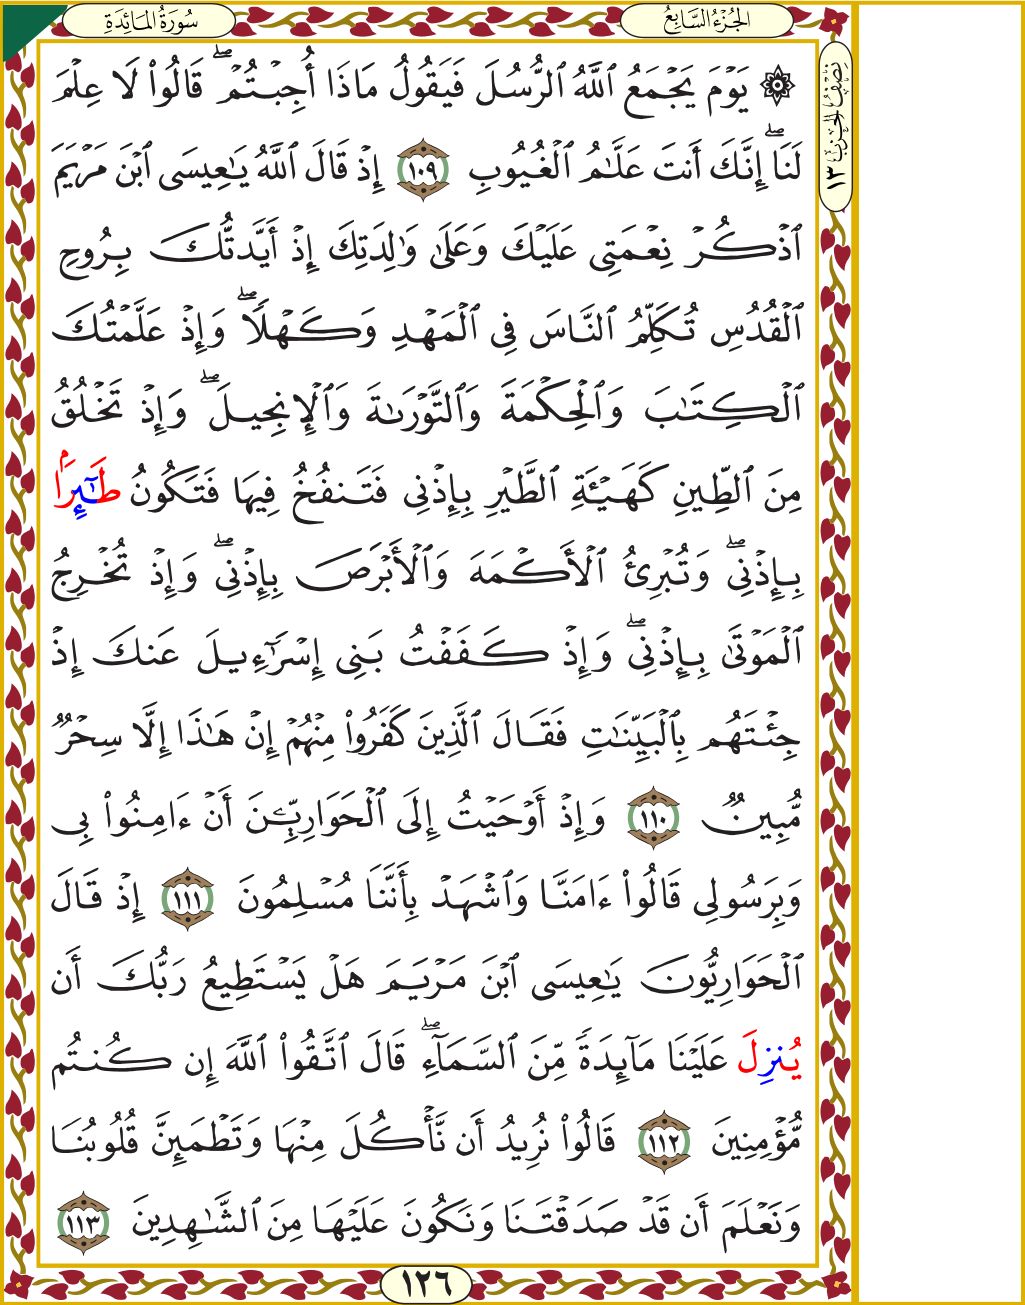 الجُزْءُ السَّابِعُ
سُورَةُ المَائِدَةِ
نِصْفُ الحِزْبِ ١٣
۞ يَوْمَ يَجْمَعُ ٱللَّهُ ٱلرُّسُلَ فَيَقُولُ مَاذَا أُجِبْتُمْۖ قَالُوا۟ لَا عِلْمَ
لَنَاۖ إِنَّكَ أَنتَ عَلَّٰمُ ٱلْغُيُوبِ ١٠٩ إِذْ قَالَ ٱللَّهُ يَٰعِيسَى ٱبْنَ مَرْيَمَ
ٱذْكُرْ نِعْمَتِى عَلَيْكَ وَعَلَىٰ وَٰلِدَتِكَ إِذْ أَيَّدتُّكَ بِرُوحِ
ٱلْقُدُسِ تُكَلِّمُ ٱلنَّاسَ فِى ٱلْمَهْدِ وَكَهْلًاۖ وَإِذْ عَلَّمْتُكَ
ٱلْكِتَٰبَ وَٱلْحِكْمَةَ وَٱلتَّوْرَىٰةَ وَٱلْإِنجِيلَۖ وَإِذْ تَخْلُقُ
مِنَ ٱلطِّينِ كَهَيْـَٔةِ ٱلطَّيْرِ بِإِذْنِى فَتَنفُخُ فِيهَا فَتَكُونُ طَٰٓئِرًۢا
بِإِذْنِىۖ وَتُبْرِئُ ٱلْأَكْمَهَ وَٱلْأَبْرَصَ بِإِذْنِىۖ وَإِذْ تُخْرِجُ
ٱلْمَوْتَىٰ بِإِذْنِىۖ وَإِذْ كَفَفْتُ بَنِىٓ إِسْرَٰٓءِيلَ عَنكَ إِذْ
جِئْتَهُم بِٱلْبَيِّنَٰتِ فَقَالَ ٱلَّذِينَ كَفَرُوا۟ مِنْهُمْ إِنْ هَٰذَآ إِلَّا سِحْرٌ
مُّبِينٌ ١١٠ وَإِذْ أَوْحَيْتُ إِلَى ٱلْحَوَارِيِّـۧنَ أَنْ ءَامِنُوا۟ بِى
وَبِرَسُولِى قَالُوٓا۟ ءَامَنَّا وَٱشْهَدْ بِأَنَّنَا مُسْلِمُونَ ١١١ إِذْ قَالَ
ٱلْحَوَارِيُّونَ يَٰعِيسَى ٱبْنَ مَرْيَمَ هَلْ يَسْتَطِيعُ رَبُّكَ أَن
يُنزِلَ عَلَيْنَا مَآئِدَةً مِّنَ ٱلسَّمَآءِۖ قَالَ ٱتَّقُوا۟ ٱللَّهَ إِن كُنتُم
مُّؤْمِنِينَ ١١٢ قَالُوا۟ نُرِيدُ أَن نَّأْكُلَ مِنْهَا وَتَطْمَئِنَّ قُلُوبُنَا
وَنَعْلَمَ أَن قَدْ صَدَقْتَنَا وَنَكُونَ عَلَيْهَا مِنَ ٱلشَّٰهِدِينَ ١١٣
١٢٦